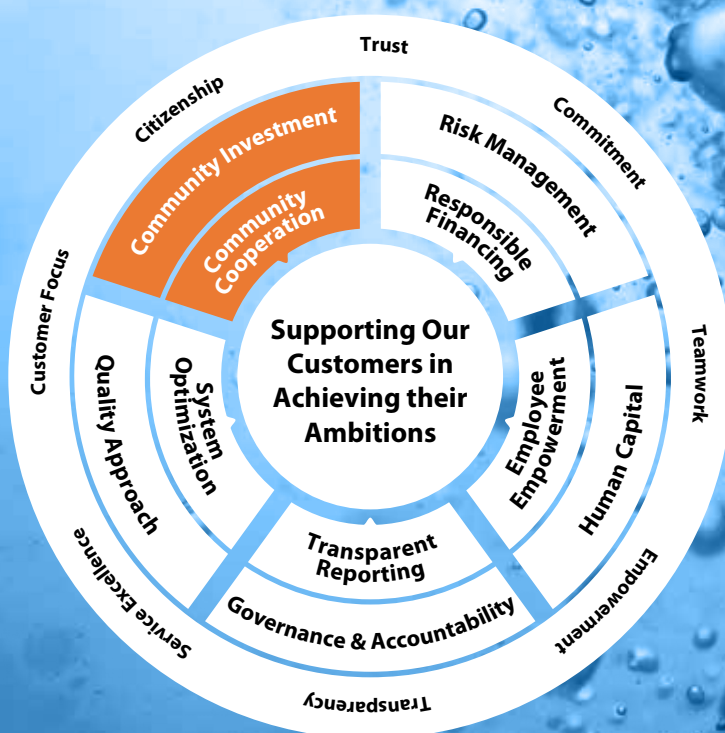 Trust
Commitment
Teamwork
Empowerment
Transparency
Service Excellence
Customer Focus
Citizenship
Community Investment
Community
Cooperation
Risk Management
Responsible
Financing
Human Capital
Employee
Empowerment
Governance & Accountability
Transparent
Reporting
Quality Approach
System
Optimization
Supporting Our
Customers in
Achieving their
Ambitions